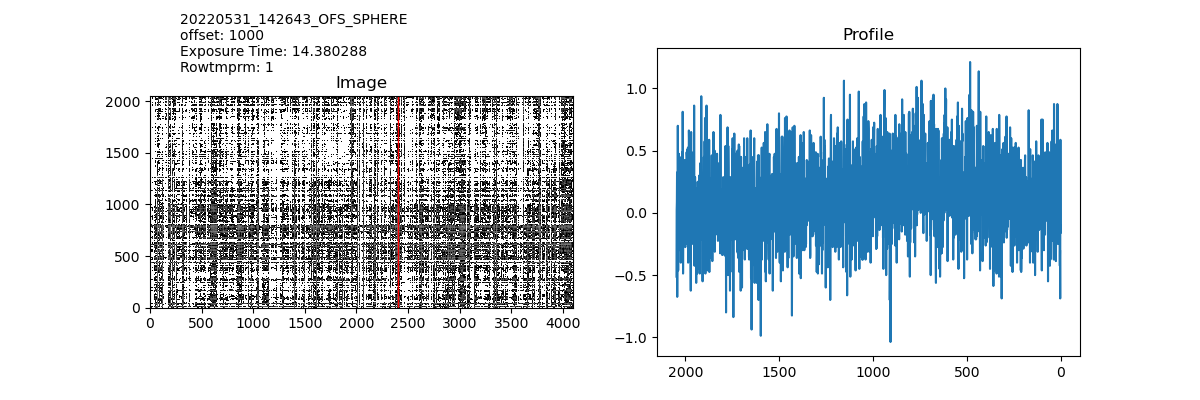 20220531_142643_OFS_SPHERE
offset: 1000
Exposure Time: 14.380288
Rowtmprm: 1
Image
2000
1500
1000
500
0
0 500 1000 1500 2000 2500 3000 3500 4000
Profile
1.0
0.5
0.0
−0.5
−1.0
2000 1500 1000 500 0